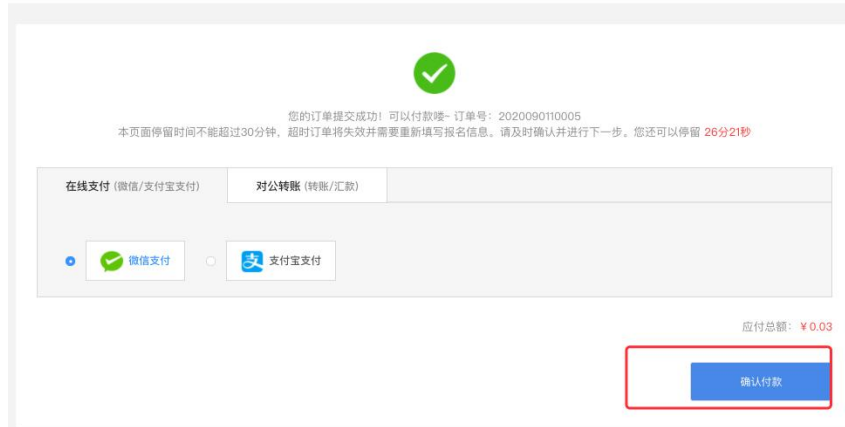 您的订单提交成功！可以付款喽~ 订单号：2020090110005
本页面停留时间不能超过30分钟，超时订单将失效并需要重新填写报名信息。请及时确认并进行下一步。您还可以停留 26分21秒
在线支付 (微信/支付宝支付) 对公转账 (转账/汇款)
微信支付 支付宝支付
应付总额：￥0.03
确认付款